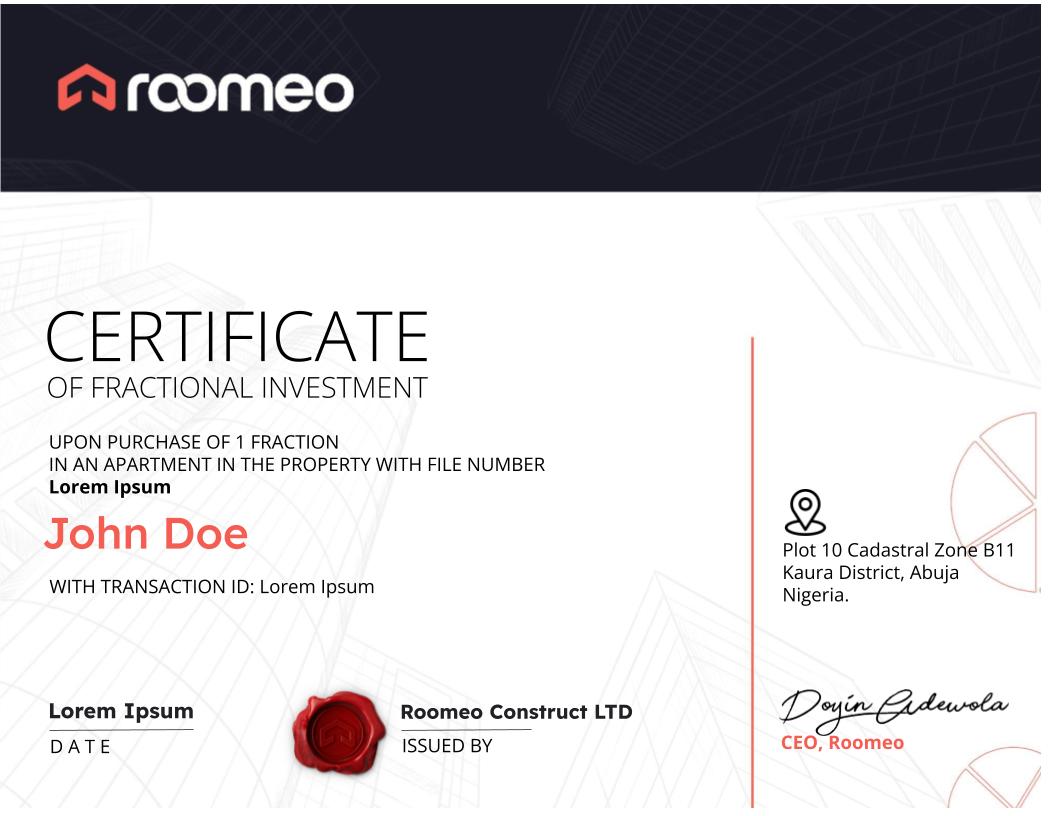 roomeo
CERTIFICATE
OF FRACTIONAL INVESTMENT
UPON PURCHASE OF 1 FRACTION
IN AN APARTMENT IN THE PROPERTY WITH FILE NUMBER
Lorem Ipsum
John Doe
WITH TRANSACTION ID: Lorem Ipsum
Plot 10 Cadastral Zone B11
Kaura District, Abuja
Nigeria.
Lorem Ipsum
DATE
Roomeo Construct LTD
ISSUED BY
Doyin Adewola
CEO, Roomeo